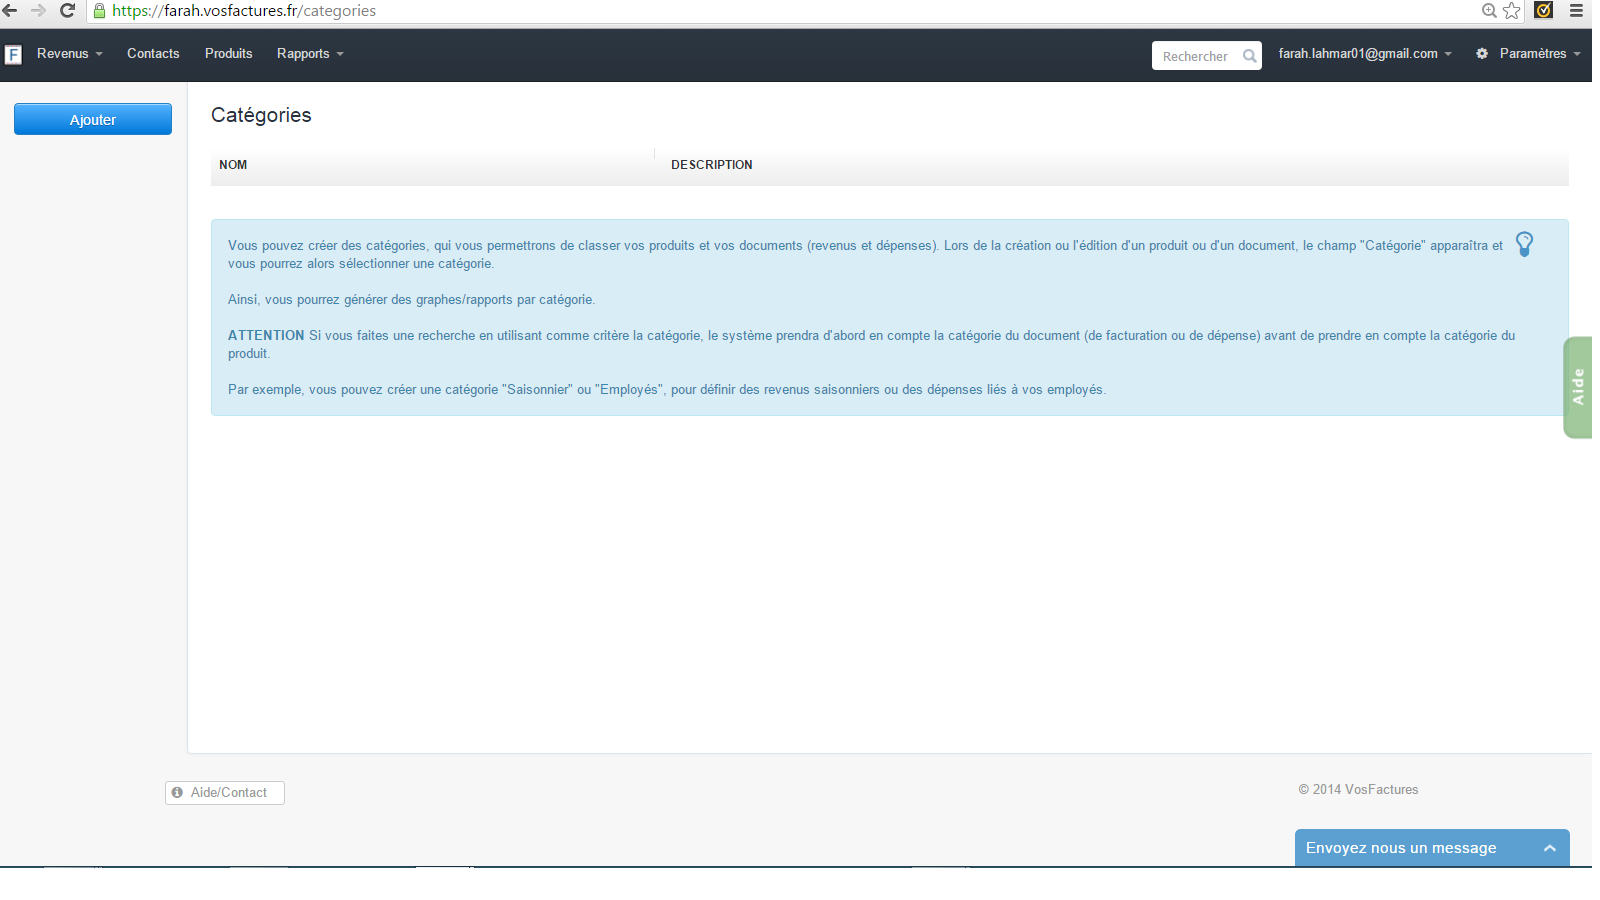 https://farah.vosfactures.fr/categories
F Revenus Contacts Produits Rapports Rechercher farah.lahmar01@gmail.com Paramètres
Ajouter
Catégories
NOM DESCRIPTION
Vous pouvez créer des catégories, qui vous permettrons de classer vos produits et vos documents (revenus et dépenses). Lors de la création ou l'édition d'un produit ou d'un document, le champ "Catégorie" apparaîtra et
vous pourrez alors sélectionner une catégorie.
Ainsi, vous pourrez générer des graphes/rapports par catégorie.
ATTENTION Si vous faites une recherche en utilisant comme critère la catégorie, le système prendra d'abord en compte la catégorie du document (de facturation ou de dépense) avant de prendre en compte la catégorie du
produit.
Par exemple, vous pouvez créer une catégorie "Saisonnier" ou "Employés", pour définir des revenus saisonniers ou des dépenses liés à vos employés.
Aide
Aide/Contact
© 2014 VosFactures
Envoyez nous un message